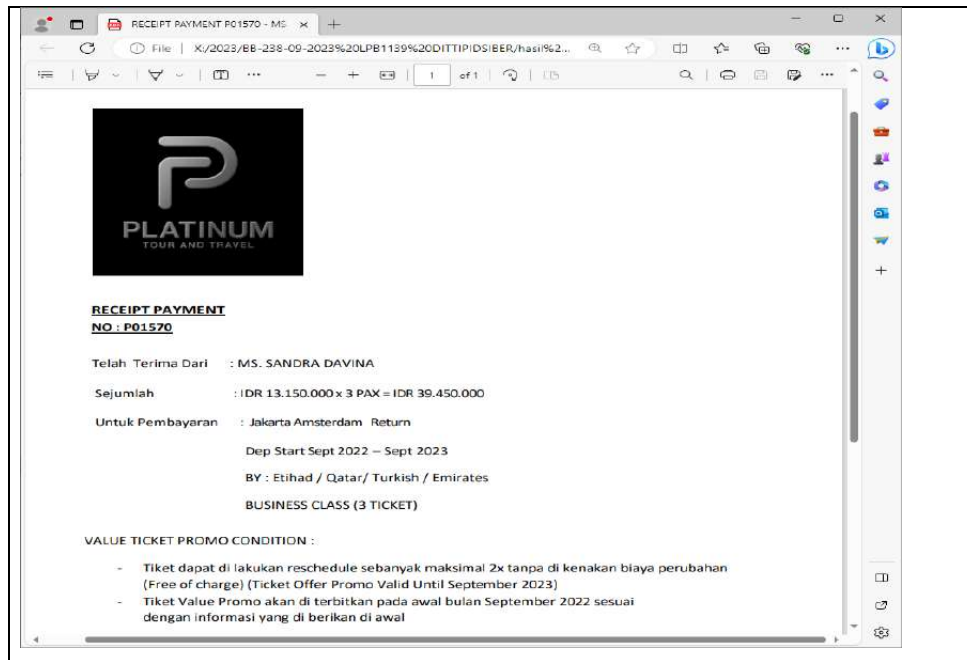 RECEIPT PAYMENT P01570 - MS
File | X:/2023/BB-238-09-2023%20LPB1139%20DITTIPIDSIBER/hasil%2...
1 of 1
PLATINUM
TOUR AND TRAVEL
RECEIPT PAYMENT
NO : P01570
Telah Terima Dari : MS. SANDRA DAVINA
Sejumlah : IDR 13.150.000 x 3 PAX = IDR 39.450.000
Untuk Pembayaran : Jakarta Amsterdam Return
Dep Start Sept 2022 – Sept 2023
BY : Etihad / Qatar/ Turkish / Emirates
BUSINESS CLASS (3 TICKET)
VALUE TICKET PROMO CONDITION :
- Tiket dapat di lakukan reschedule sebanyak maksimal 2x tanpa di kenakan biaya perubahan
(Free of charge) (Ticket Offer Promo Valid Until September 2023)
- Tiket Value Promo akan di terbitkan pada awal bulan September 2022 sesuai
dengan informasi yang di berikan di awal